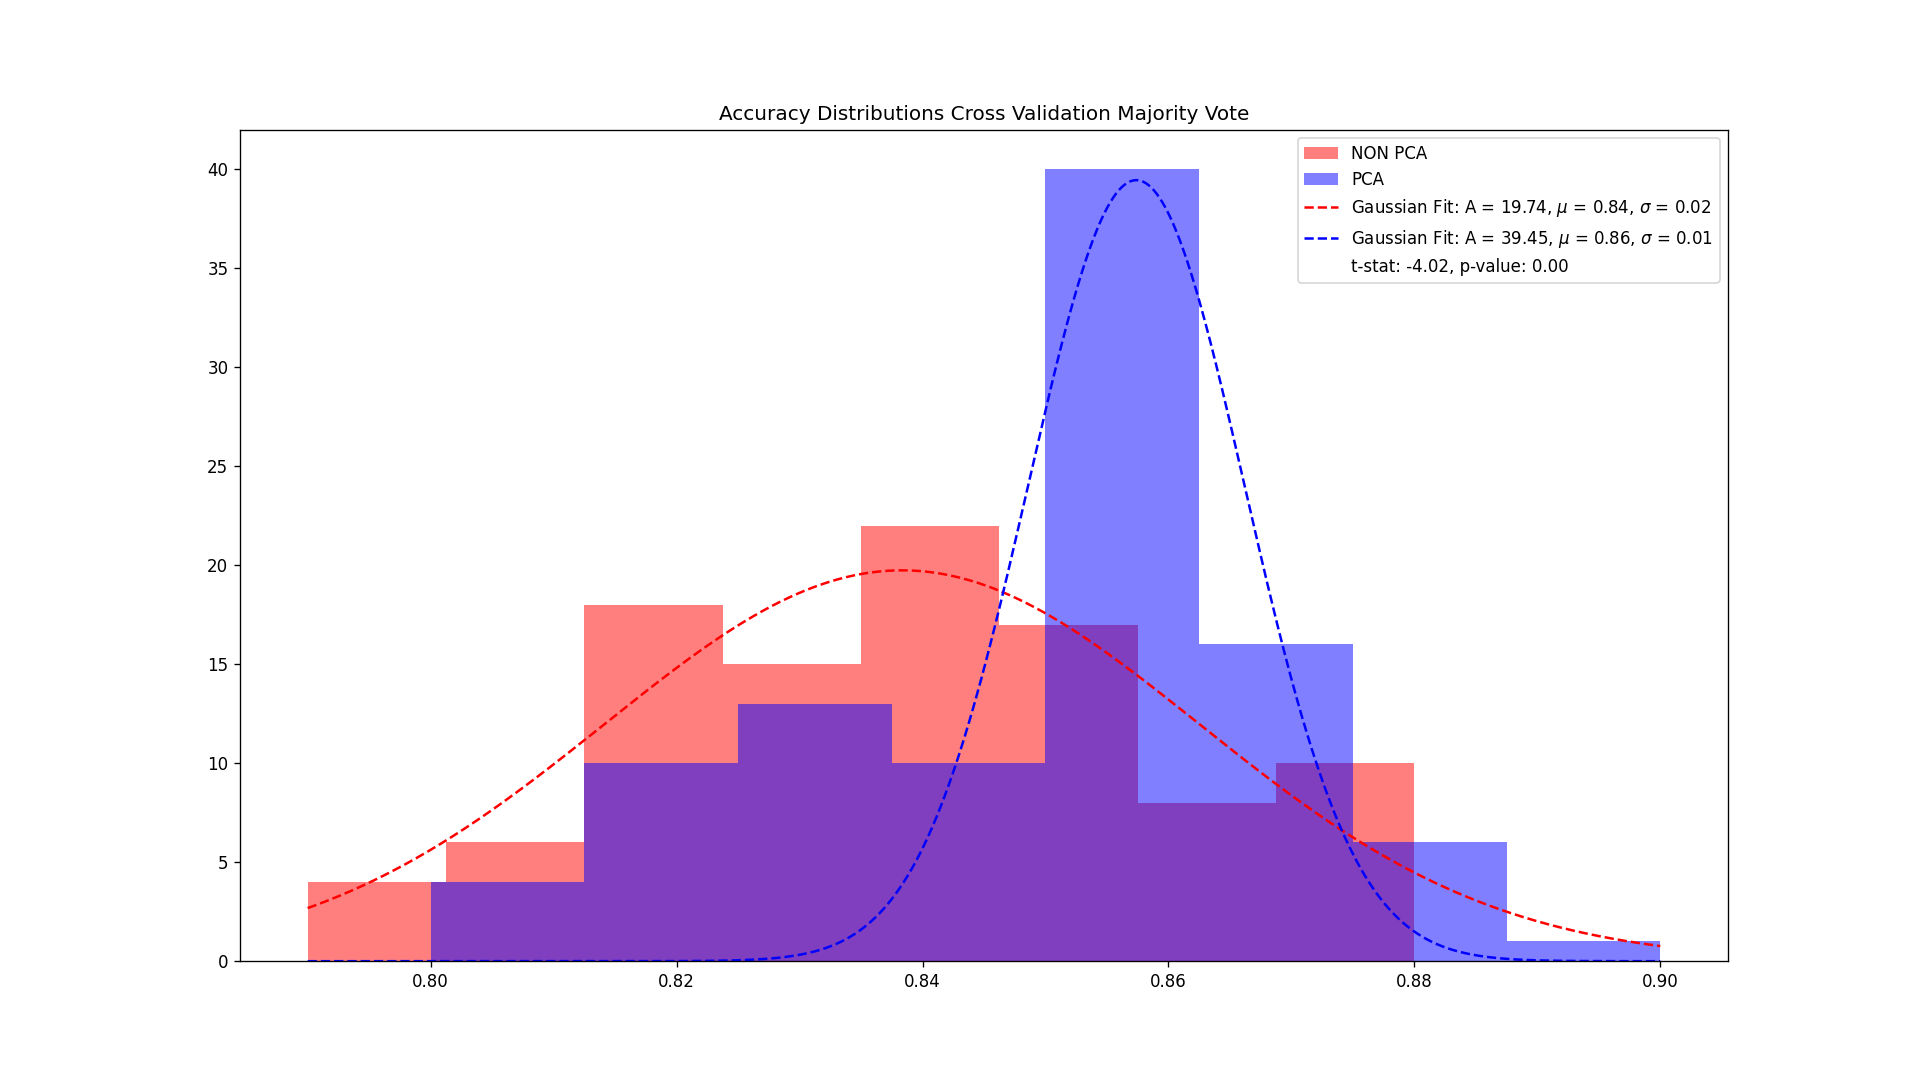 Accuracy Distributions Cross Validation Majority Vote
NON PCA
PCA
Gaussian Fit: A = 19.74, μ = 0.84, σ = 0.02
Gaussian Fit: A = 39.45, μ = 0.86, σ = 0.01
t-stat: -4.02, p-value: 0.00
40
35
30
25
20
15
10
5
0
0.80 0.82 0.84 0.86 0.88 0.90